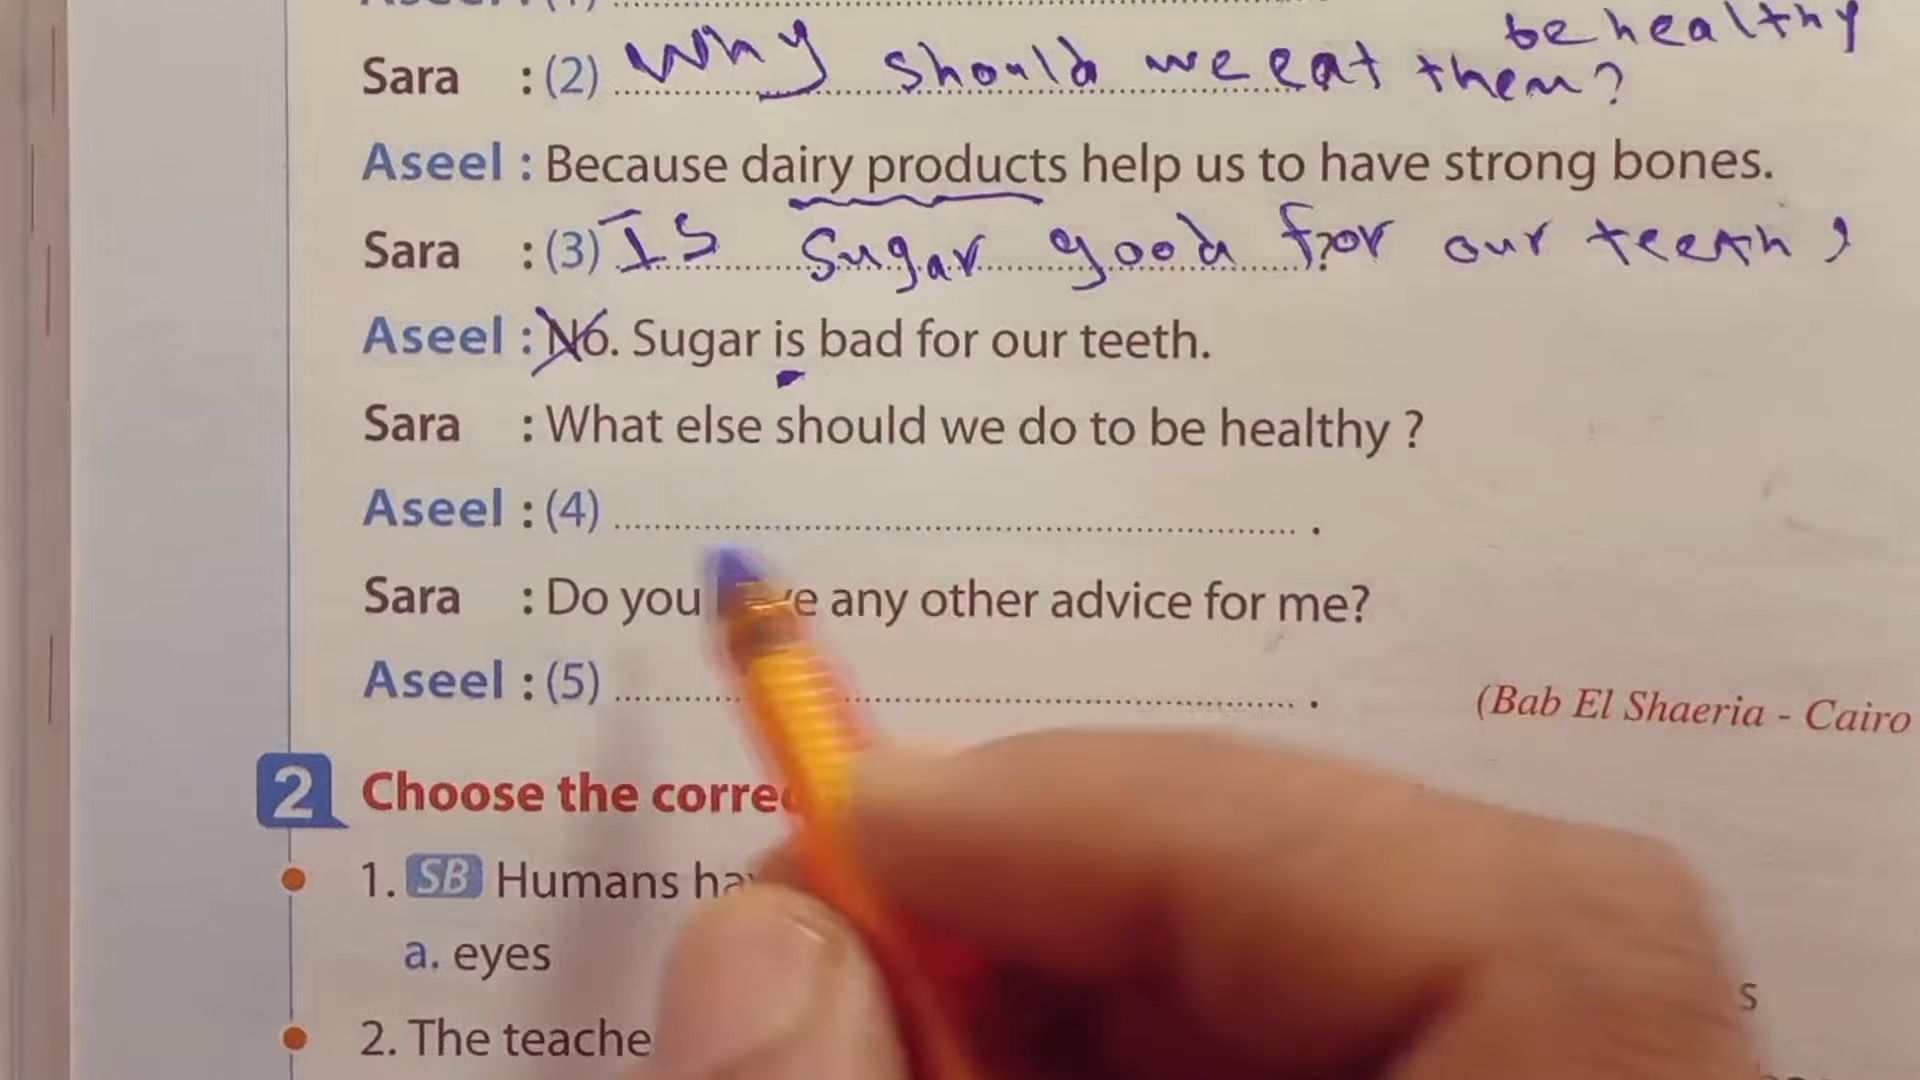 be healthy
Sara : (2) Why should we eat them?
Aseel : Because dairy products help us to have strong bones.
Sara : (3) Is Sugar good for our teeth ?
Aseel : No. Sugar is bad for our teeth.
Sara : What else should we do to be healthy ?
Aseel : (4) .
Sara : Do you any other advice for me?
Aseel : (5) .
(Bab El Shaeria - Cairo
2 Choose the
1. SB Humans
a. eyes
s
2. The